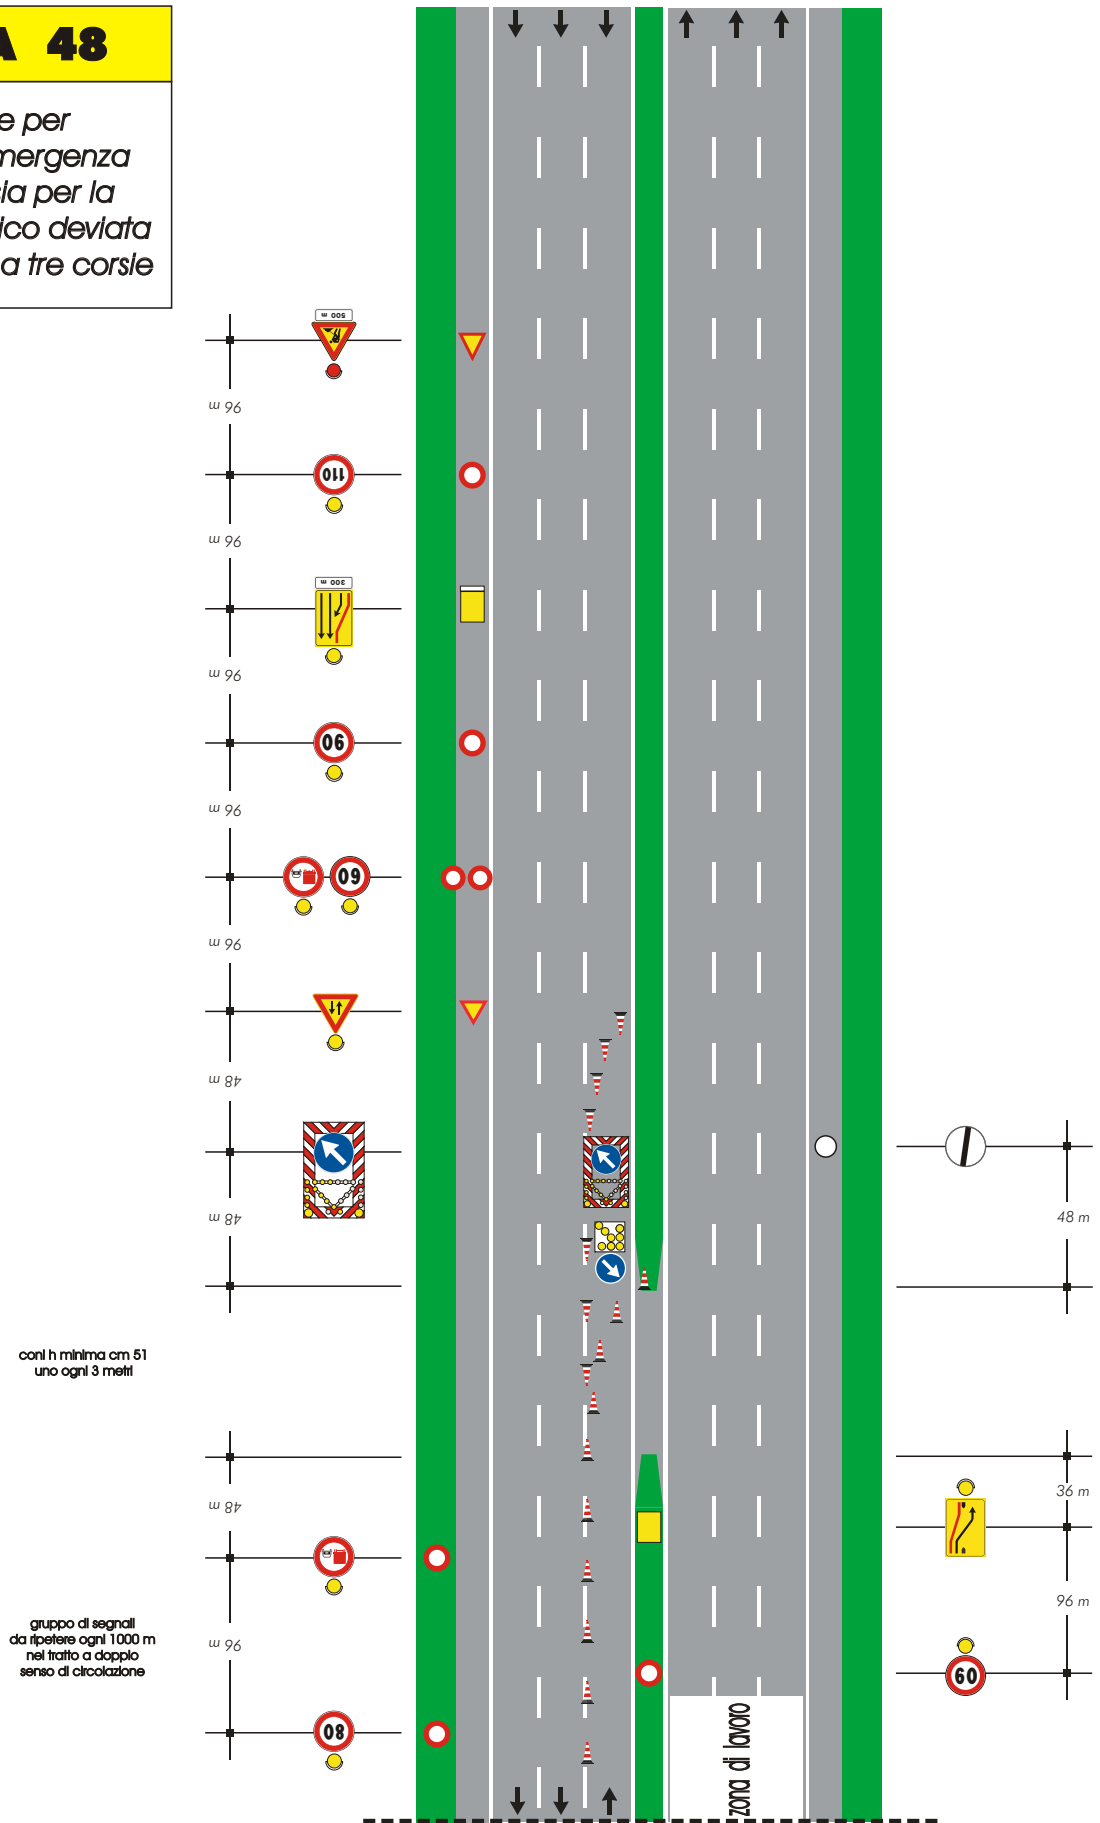 A 48
e per
mergenza
sia per la
ico deviata
a tre corsie
500 m
96 m
110
96 m
300 m
96 m
90
96 m
60
96 m
48 m
48 m
48 m
coni h minima cm 51
uno ogni 3 metri
36 m
48 m
96 m
gruppo di segnali
da ripetere ogni 1000 m
nel tratto a doppio
senso di circolazione
96 m
60
80
zona di lavoro